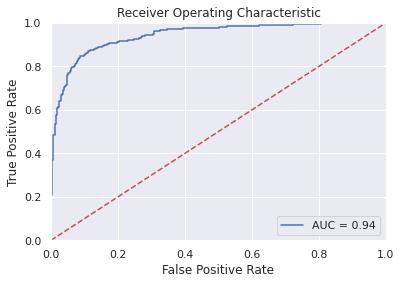 Receiver Operating Characteristic
True Positive Rate
1.0
0.8
0.6
0.4
0.2
0.0
AUC = 0.94
0.0 0.2 0.4 0.6 0.8 1.0
False Positive Rate